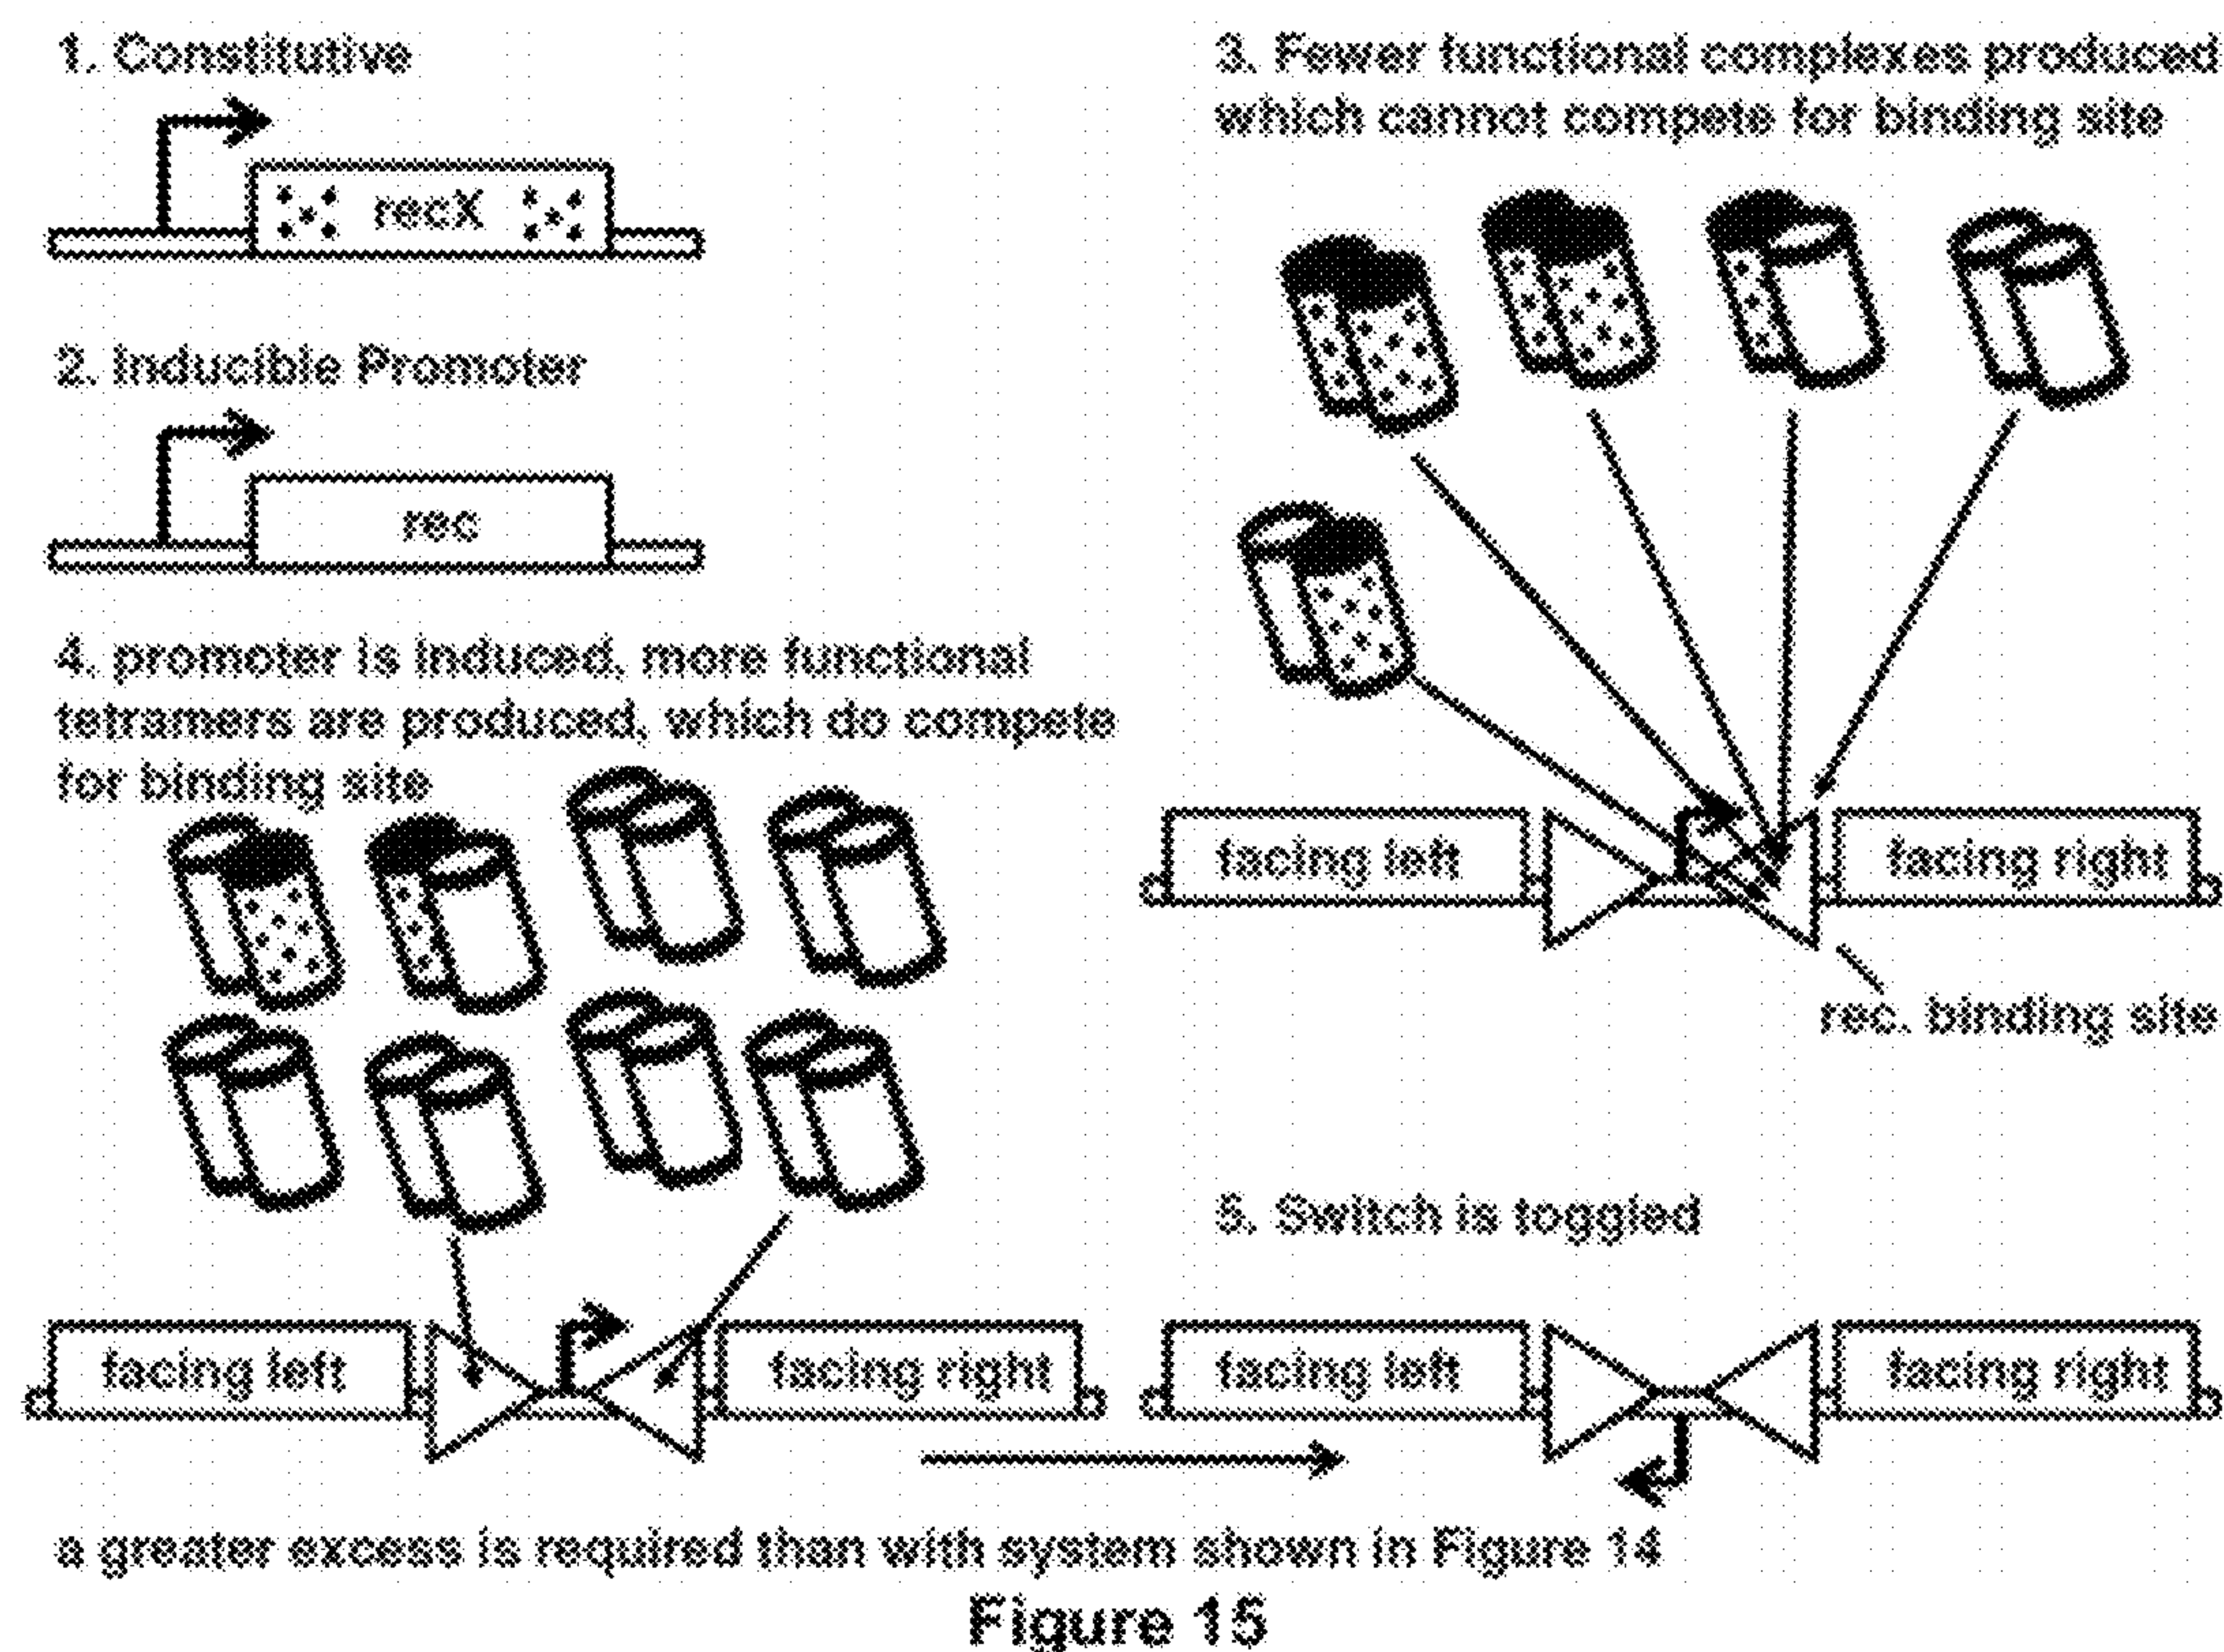 1. Constitutive
recX
2. Inducible Promoter
rec
3. Fewer functional complexes produced
which cannot compete for binding site
facing left
facing right
rec. binding site
4. promoter is induced, more functional
tetramers are produced, which do compete
for binding site
facing left
facing right
5. Switch is toggled
facing left
facing right
a greater excess is required than with system shown in Figure 14
Figure 15